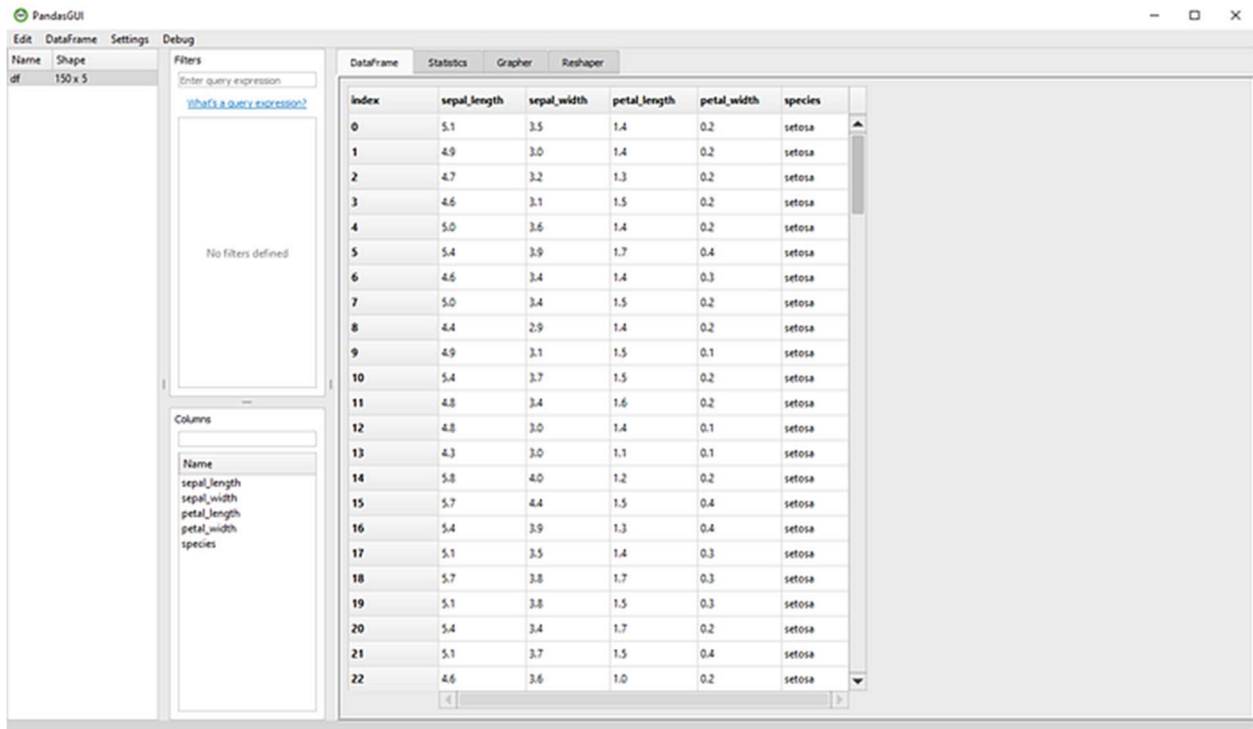 PandasGUI
Edit DataFrame Settings Debug
Name Shape
df 150 x 5
Filters
Enter query expression
What's a query expression?
No filters defined
Columns
Name
sepal_length
sepal_width
petal_length
petal_width
species
DataFrame Statistics Grapher Reshaper
index sepal_length sepal_width petal_length petal_width species
0 5.1 3.5 1.4 0.2 setosa
1 4.9 3.0 1.4 0.2 setosa
2 4.7 3.2 1.3 0.2 setosa
3 4.6 3.1 1.5 0.2 setosa
4 5.0 3.6 1.4 0.2 setosa
5 5.4 3.9 1.7 0.4 setosa
6 4.6 3.4 1.4 0.3 setosa
7 5.0 3.4 1.5 0.2 setosa
8 4.4 2.9 1.4 0.2 setosa
9 4.9 3.1 1.5 0.1 setosa
10 5.4 3.7 1.5 0.2 setosa
11 4.8 3.4 1.6 0.2 setosa
12 4.8 3.0 1.4 0.1 setosa
13 4.3 3.0 1.1 0.1 setosa
14 5.8 4.0 1.2 0.2 setosa
15 5.7 4.4 1.5 0.4 setosa
16 5.4 3.9 1.3 0.4 setosa
17 5.1 3.5 1.4 0.3 setosa
18 5.7 3.8 1.7 0.3 setosa
19 5.1 3.8 1.5 0.3 setosa
20 5.4 3.4 1.7 0.2 setosa
21 5.1 3.7 1.5 0.4 setosa
22 4.6 3.6 1.0 0.2 setosa